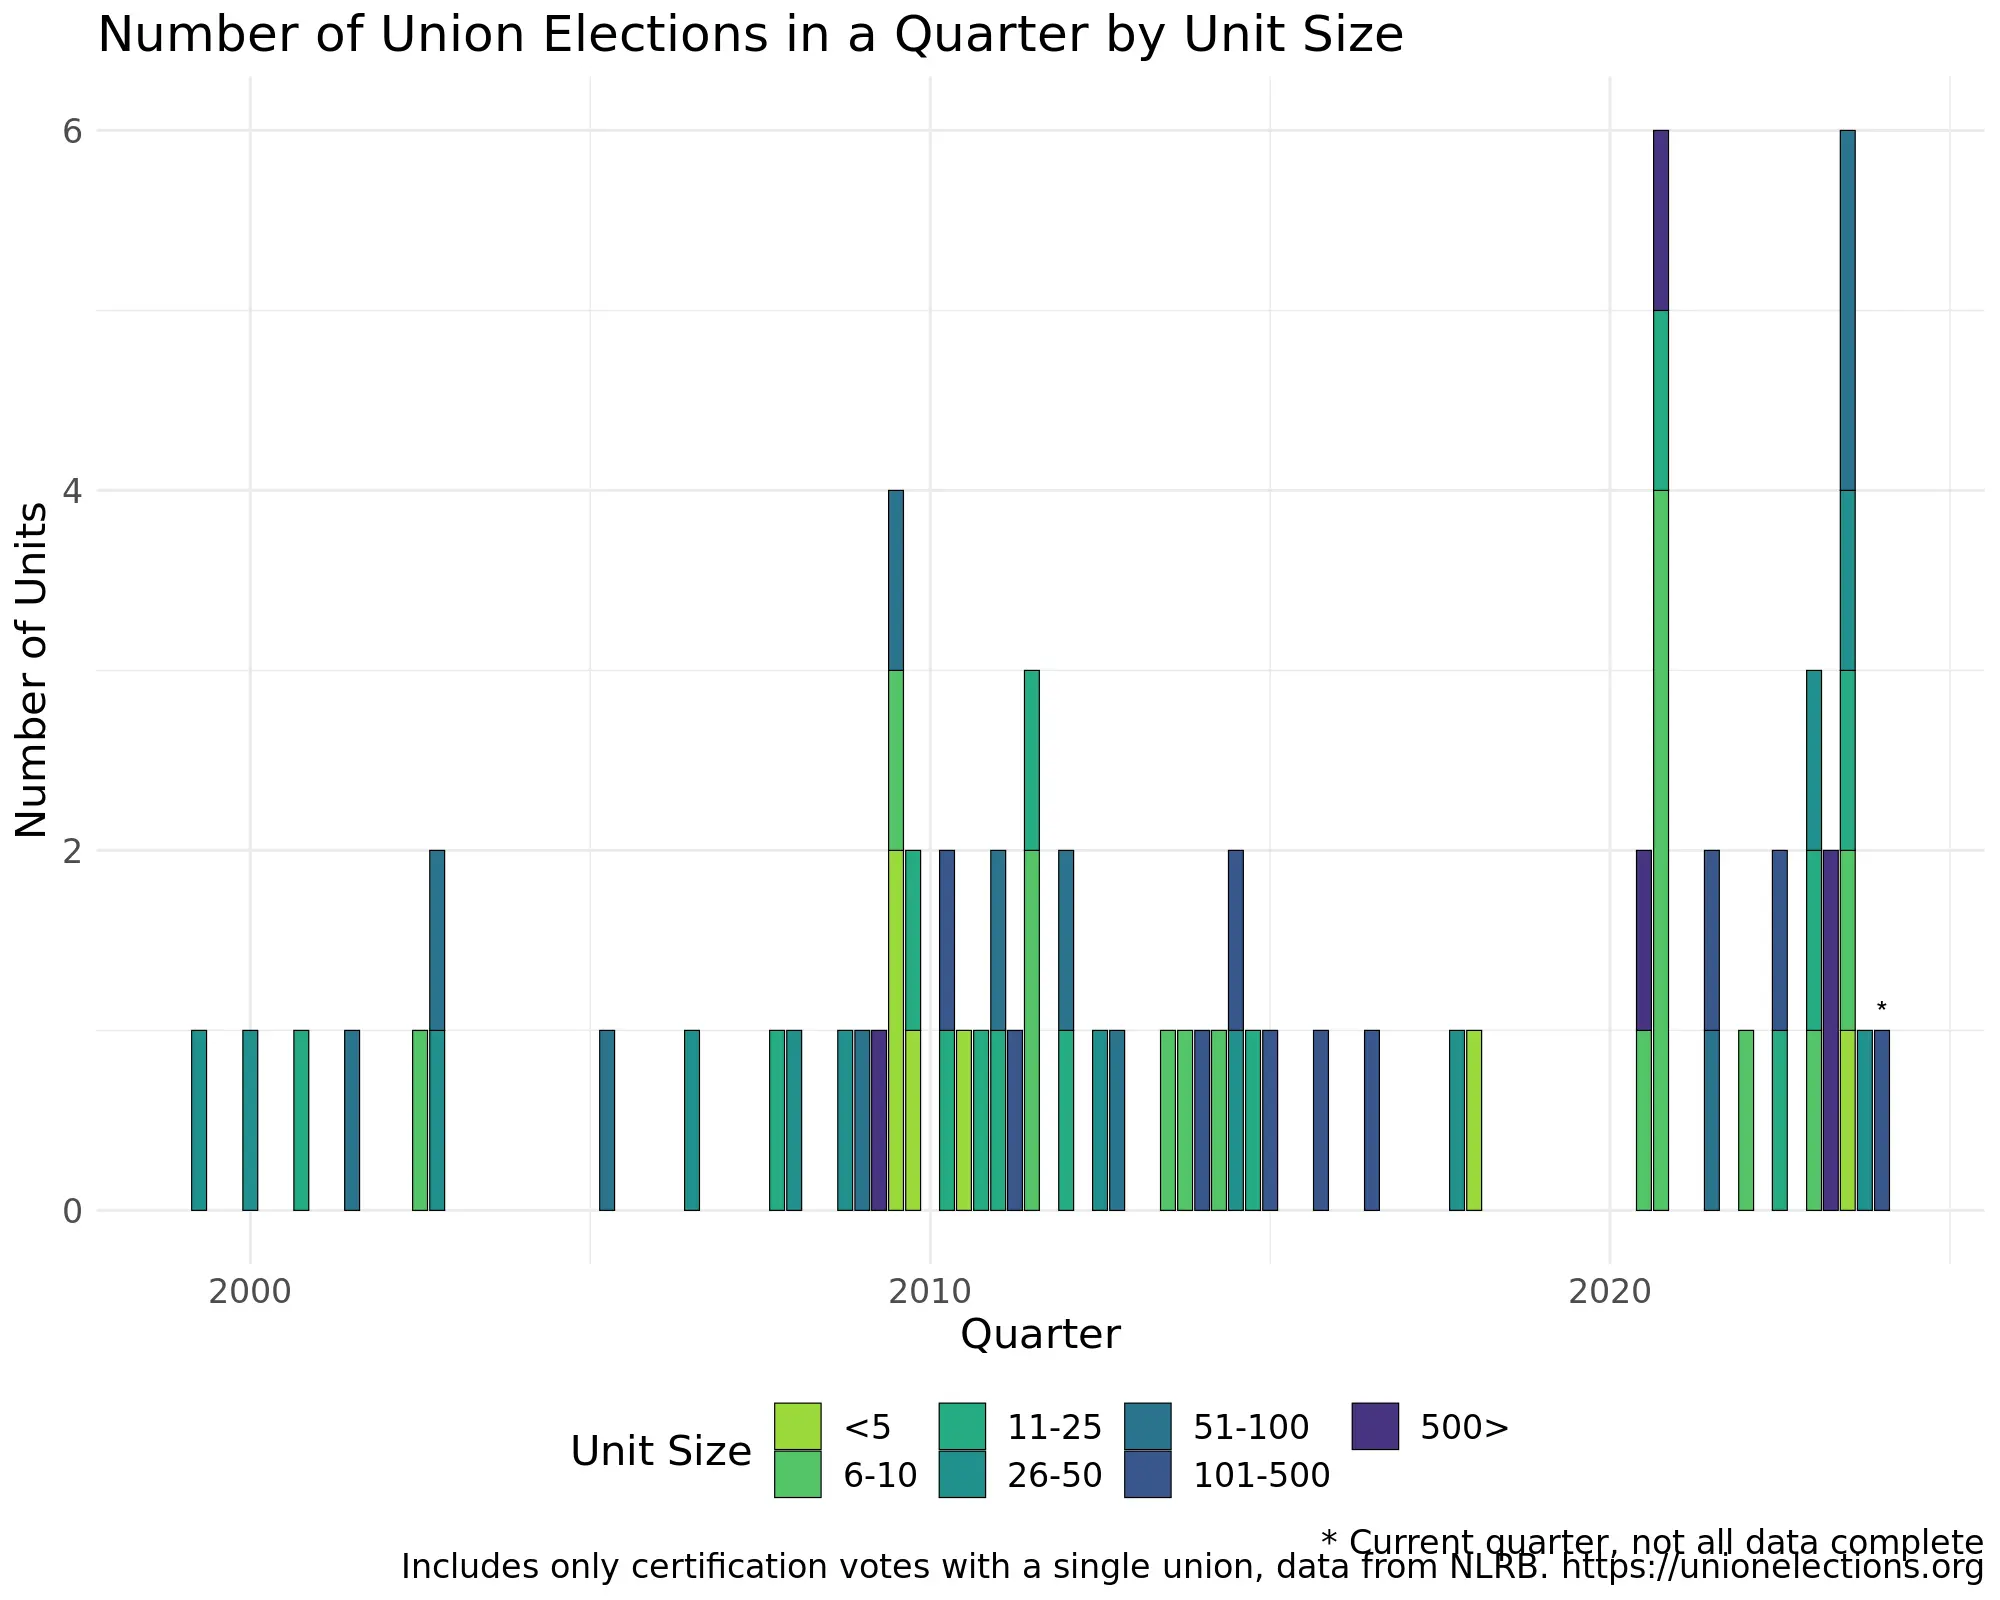 Number of Union Elections in a Quarter by Unit Size
6
4
2
0
Number of Units
*
2000 2010 2020
Quarter
Unit Size
<5 11-25 51-100 500>
6-10 26-50 101-500
* Current quarter, not all data complete
Includes only certification votes with a single union, data from NLRB. https://unionelections.org